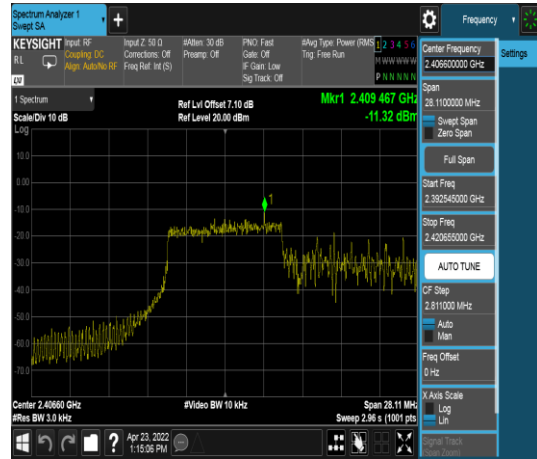 Spectrum Analyzer 1
Swept SA
+
Frequency
KEYSIGHT
RL
Input: RF
Coupling: DC
Align: Auto/No RF
Input Z: 50 Ω
Corrections: Off
Freq Ref: Int (S)
#Atten: 30 dB
Preamp: Off
PNO: Fast
Gate: Off
IF Gain: Low
Sig Track: Off
#Avg Type: Power (RMS
Trig: Free Run
1 2 3 4 5 6
M W W W W W
P N N N N N
Settings
1 Spectrum
Scale/Div 10 dB
Log
Ref Lvl Offset 7.10 dB
Ref Level 20.00 dBm
Mkr1 2.409 467 GHz
-11.32 dBm
1
10.0
0.00
-10.0
-20.0
-30.0
-40.0
-50.0
-60.0
-70.0
Center 2.40660 GHz
#Res BW 3.0 kHz
#Video BW 10 kHz
Span 28.11 MHz
Sweep 2.96 s (1001 pts
Center Frequency
2.406600000 GHz
Span
28.1100000 MHz
Swept Span
Zero Span
Full Span
Start Freq
2.392545000 GHz
Stop Freq
2.420655000 GHz
AUTO TUNE
CF Step
2.811000 MHz
Auto
Man
Freq Offset
0 Hz
X Axis Scale
Log
Lin
Signal Track
(Span Zoom)
?
Apr 23, 2022
1:15:06 PM